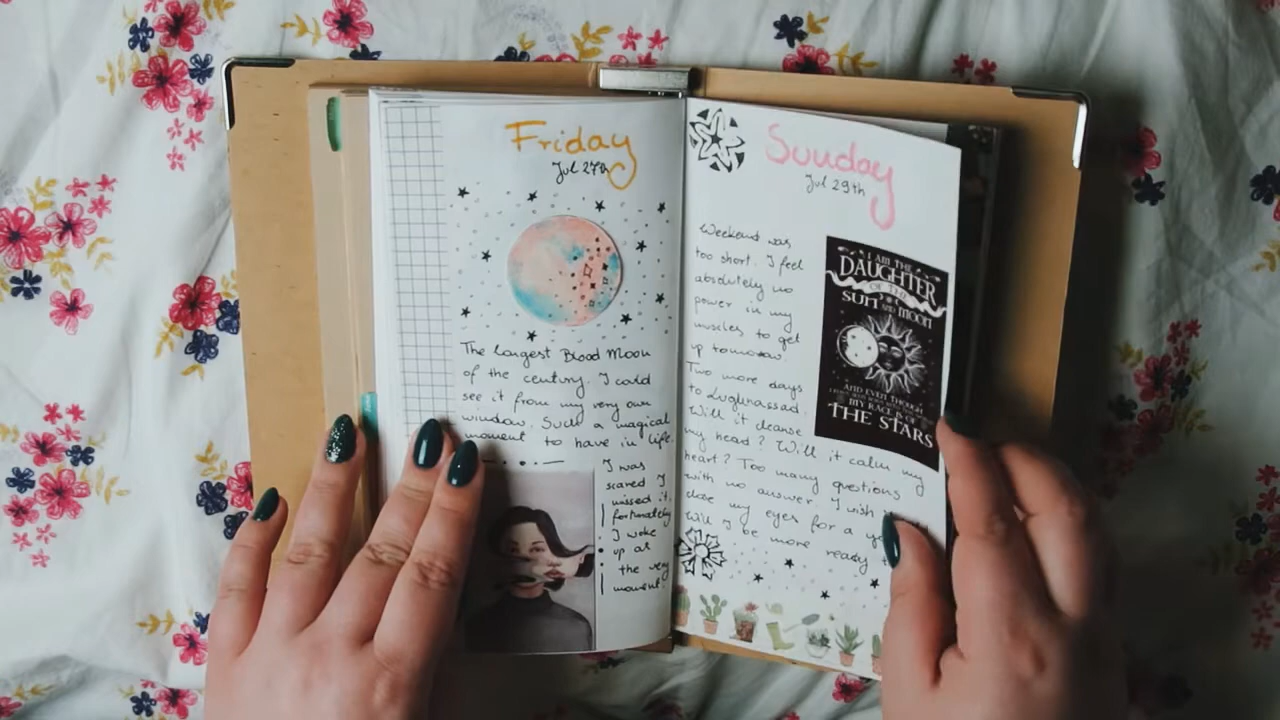 Friday
Jul 27th
The longest Blood Moon
of the century. I could
see it from my very own
window. Such a magical
moment to have in life.
I was
scared I
missed it,
fortunately
I woke
up at
the very
moment.
Sunday
Jul 29th
Weekend was
too short. I feel
absolutely no
power in my
muscles to get
up tomorrow.
Two more days
to Lughnassad.
Will it cleanse
my head? Will it calm my
heart? Too many questions
with no answer. I wish
close my eyes for a
Will I be more ready
I AM THE
DAUGHTER
OF THE
SUN AND MOON
AND EVEN THOUGH
MY RACE IS OF
THE STARS